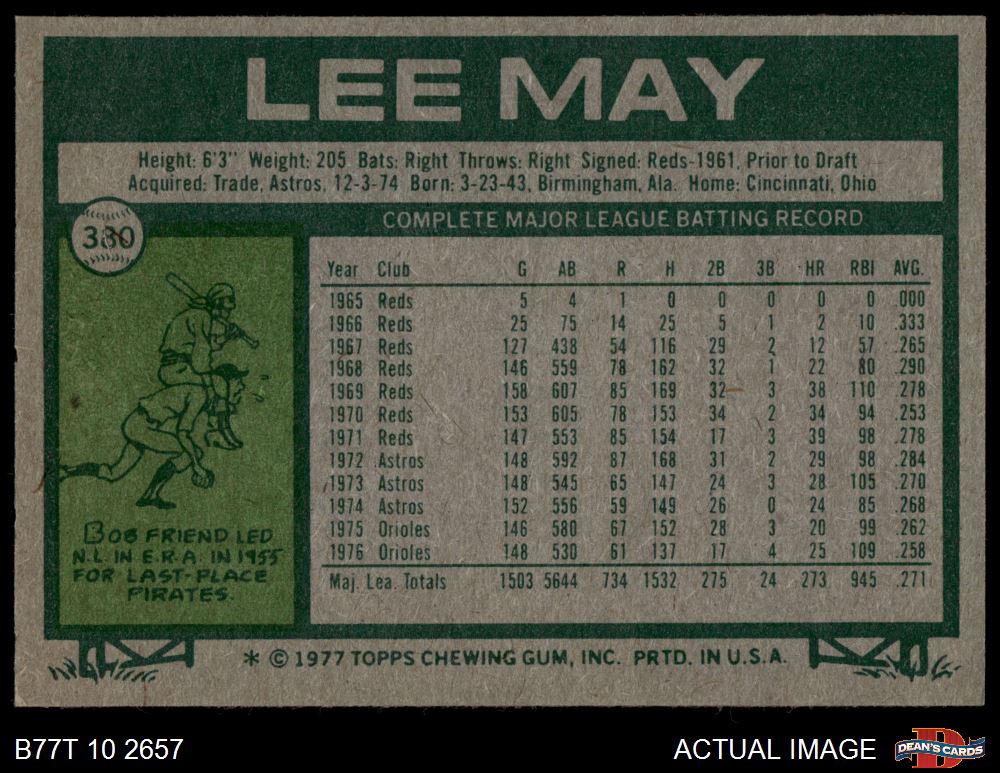 LEE MAY
Height: 6'3" Weight: 205 Bats: Right Throws: Right Signed: Reds-1961, Prior to Draft
Acquired: Trade, Astros, 12-3-74 Born: 3-23-43, Birmingham, Ala. Home: Cincinnati, Ohio
380
COMPLETE MAJOR LEAGUE BATTING RECORD
Year Club G AB R H 2B 3B HR RBI AVG.
1965 Reds 5 4 1 0 0 0 0 0 .000
1966 Reds 25 75 14 25 5 1 2 10 .333
1967 Reds 127 438 54 116 29 2 12 57 .265
1968 Reds 146 559 78 162 32 1 22 80 .290
1969 Reds 158 607 85 169 32 3 38 110 .278
1970 Reds 153 605 78 153 34 2 34 94 .253
1971 Reds 147 553 85 154 17 3 39 98 .278
1972 Astros 148 592 87 168 31 2 29 98 .284
1973 Astros 148 545 65 147 24 3 28 105 .270
1974 Astros 152 556 59 149 26 0 24 85 .268
1975 Orioles 146 580 67 152 28 3 20 99 .262
1976 Orioles 148 530 61 137 17 4 25 109 .258
Maj. Lea. Totals 1503 5644 734 1532 275 24 273 945 .271
BOB FRIEND LED
N.L. IN E.R.A. IN 1955
FOR LAST-PLACE
PIRATES.
* © 1977 TOPPS CHEWING GUM, INC. PRTD. IN U.S.A.
B77T 10 2657
ACTUAL IMAGE
DEAN'S CARDS